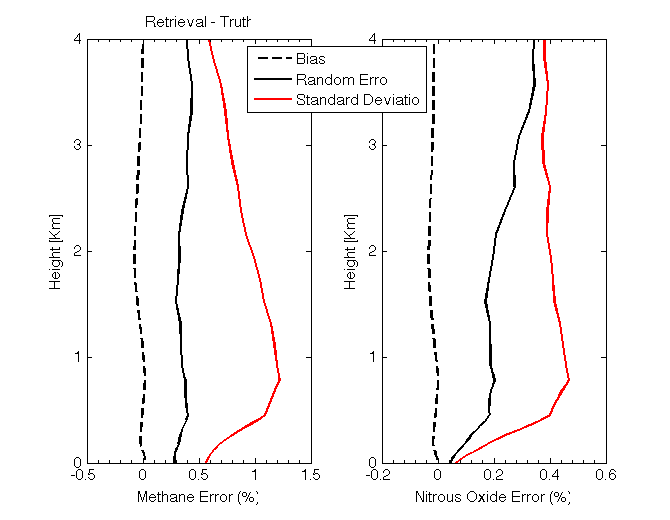 Retrieval - Truth
Bias
Random Erro
Standard Deviatio
4
3
2
1
0
Height [Km]
-0.5
0
0.5
1
1.5
Methane Error (%)
4
3
2
1
0
Height [Km]
-0.2
0
0.2
0.4
0.6
Nitrous Oxide Error (%)